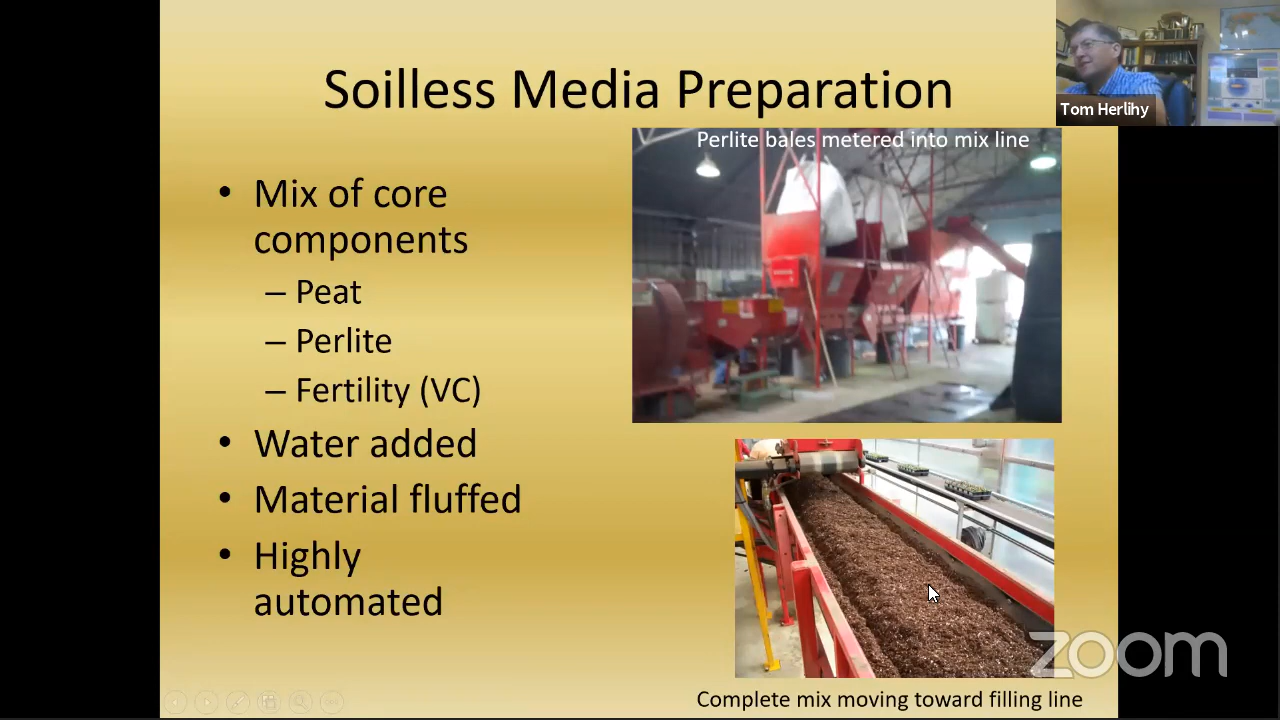 Soilless Media Preparation
Tom Herlihy
Perlite bales metered into mix line
• Mix of core
components
– Peat
– Perlite
– Fertility (VC)
• Water added
• Material fluffed
• Highly
automated
zoom
Complete mix moving toward filling line